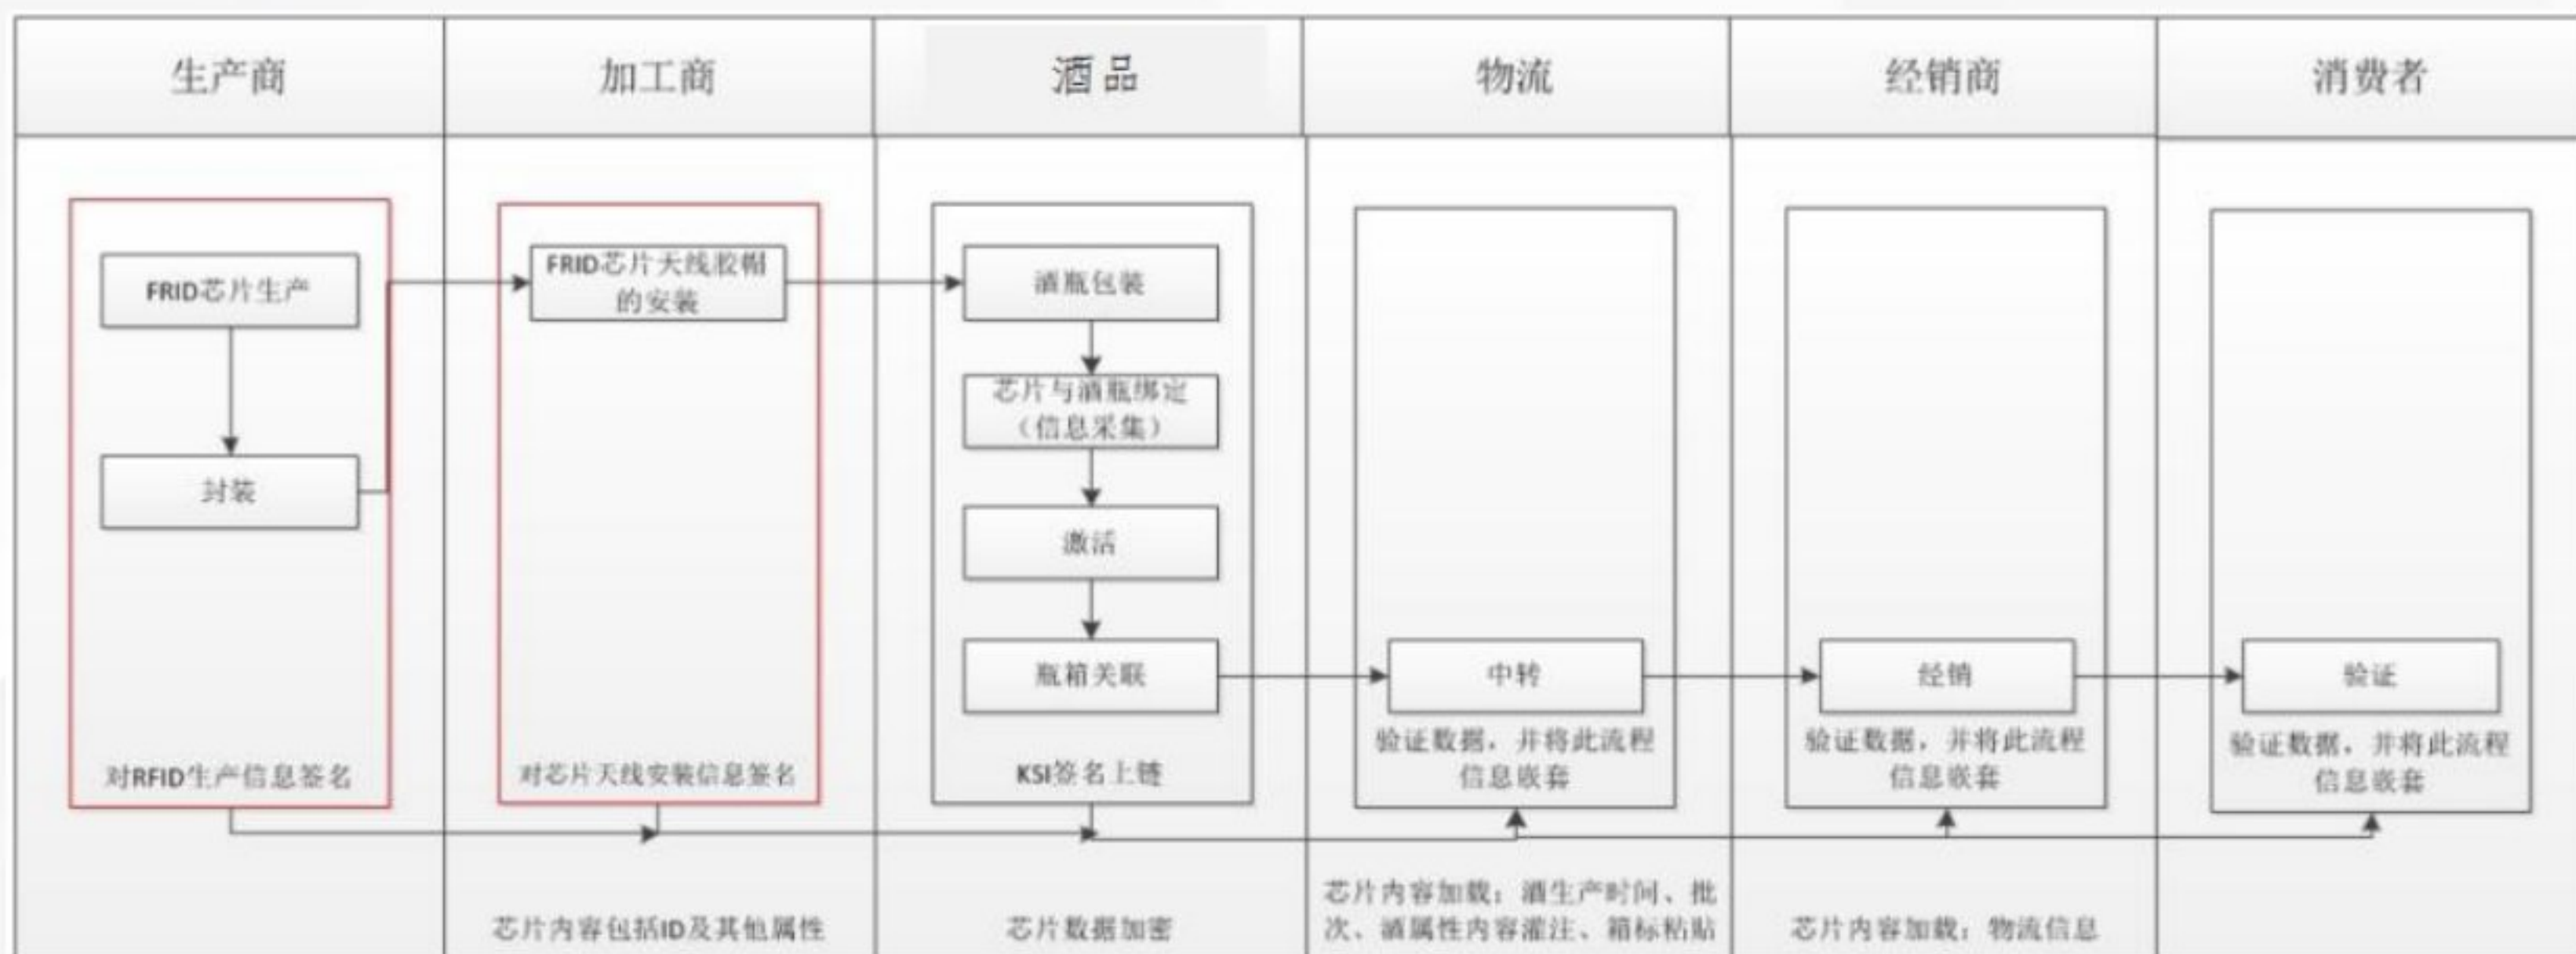 生产商
加工商
酒品
物流
经销商
消费者
FRID芯片生产
封装
对RFID生产信息签名
FRID芯片天线胶帽
的安装
对芯片天线安装信息签名
芯片内容包括ID及其他属性
酒瓶包装
芯片与酒瓶绑定
（信息采集）
激活
瓶箱关联
KSI签名上链
芯片数据加密
中转
验证数据，并将此流程
信息嵌套
芯片内容加载：酒生产时间、批
次、酒属性内容灌注、箱标粘贴
经销
验证数据，并将此流程
信息嵌套
芯片内容加载：物流信息
验证
验证数据，并将此流程
信息嵌套